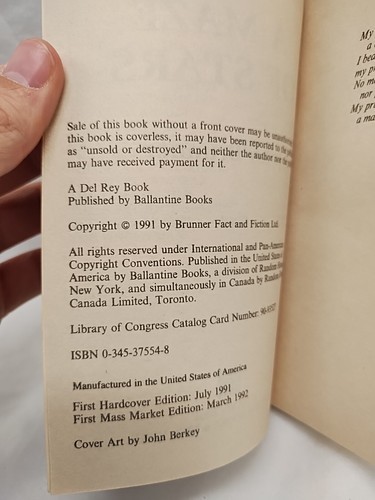 Sale of this book without a front cover may be
this book is coverless, it may have been reported to the
as "unsold or destroyed" and neither the author nor the
may have received payment for it.
A Del Rey Book
Published by Ballantine Books
Copyright © 1991 by Brunner Fact and Fiction Ltd.
All rights reserved under International and Pan-American
Copyright Conventions. Published in the United States
America by Ballantine Books, a division of Random
New York, and simultaneously in Canada by Random
Canada Limited, Toronto.
Library of Congress Catalog Card Number:
ISBN 0-345-37554-8
Manufactured in the United States of America
First Hardcover Edition: July 1991
First Mass Market Edition: March 1992
Cover Art by John Berkey
My
a
I
my
No
nor
My
a